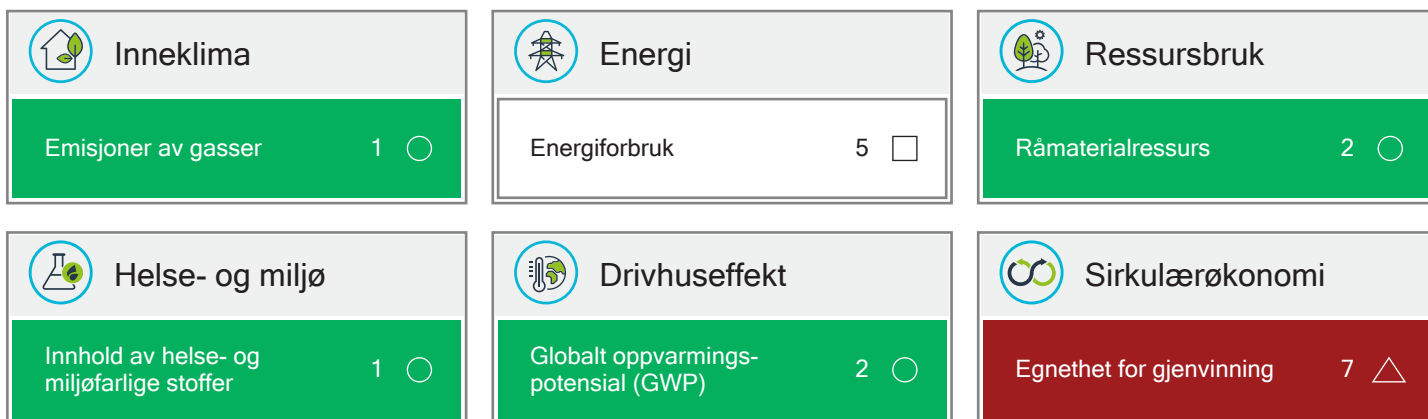 Inneklima
Emisjoner av gasser 1
Energi
Energiforbruk 5
Ressursbruk
Råmaterialressurs 2
Helse- og miljø
Innhold av helse- og
miljøfarlige stoffer 1
Drivhuseffekt
Globalt oppvarmings-
potensial (GWP) 2
Sirkulærøkonomi
Egnethet for gjenvinning 7